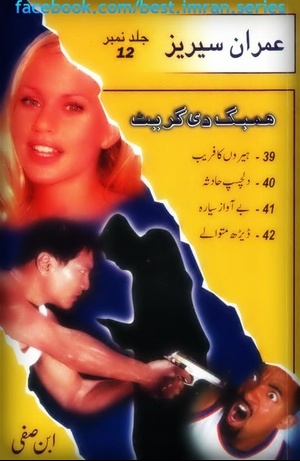 facebook.com/best.imran.series
عمران سیریز
جلد نمبر
12
ہمبگ دی گریٹ
39 - ہیروں کا فریب
40 - دلچسپ حادثہ
41 - بے آواز سیارہ
42 - ڈیڑھ متوالے
ابن صفی